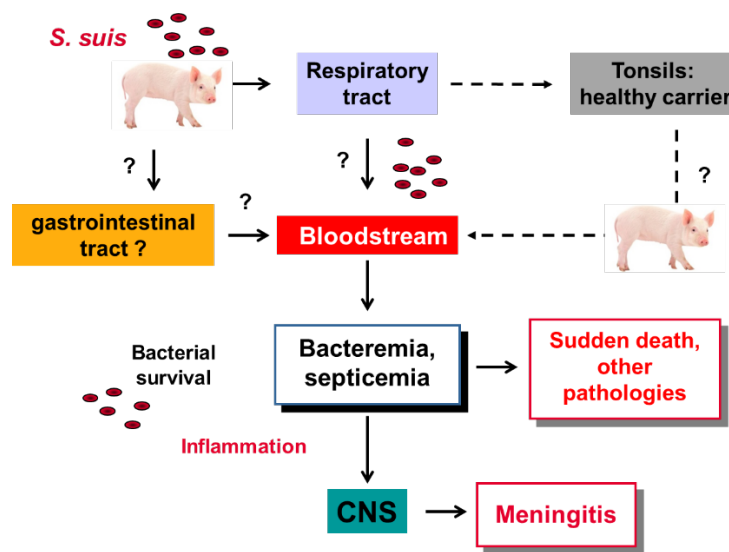 S. suis
Respiratory
tract
Tonsils:
healthy carrier
?
?
?
?
gastrointestinal
tract ?
Bloodstream
Bacterial
survival
Bacteremia,
septicemia
Sudden death,
other
pathologies
Inflammation
CNS
Meningitis